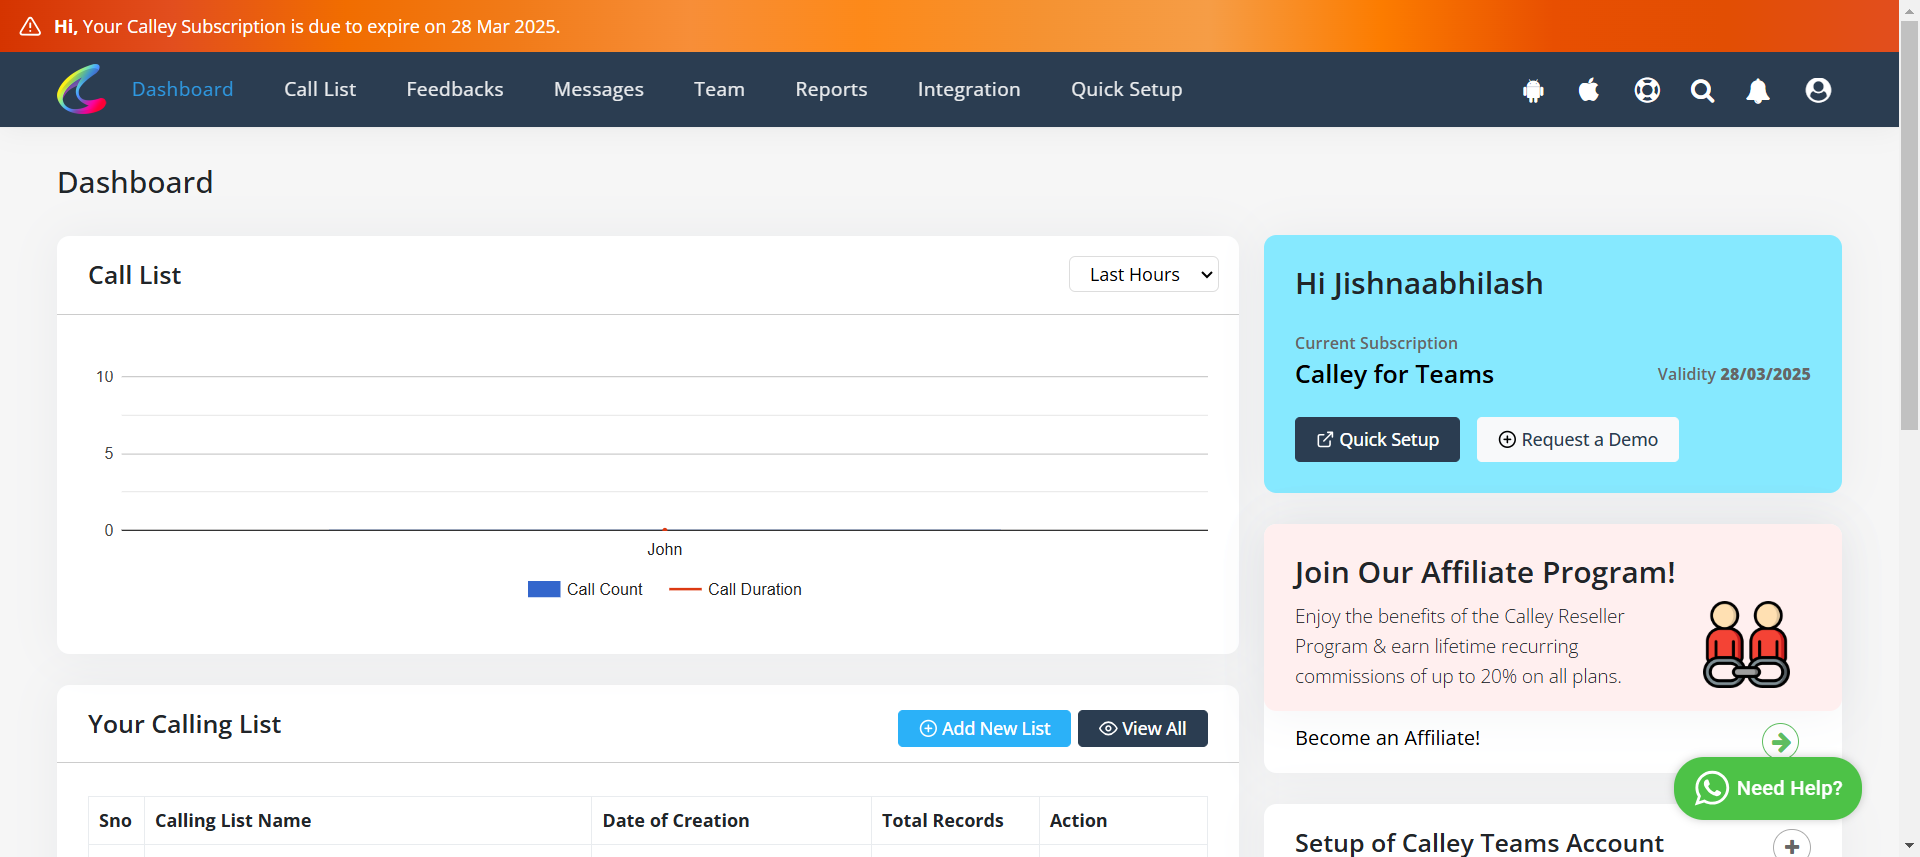 Hi, Your Calley Subscription is due to expire on 28 Mar 2025.
Dashboard Call List Feedbacks Messages Team Reports Integration Quick Setup
Dashboard
Call List
Last Hours
10
5
0
John
Call Count
Call Duration
Your Calling List
Add New List
View All
Sno Calling List Name Date of Creation Total Records Action
Hi Jishnaabhilash
Current Subscription
Calley for Teams
Validity 28/03/2025
Quick Setup
Request a Demo
Join Our Affiliate Program!
Enjoy the benefits of the Calley Reseller
Program & earn lifetime recurring
commissions of up to 20% on all plans.
Become an Affiliate!
Need Help?
Setup of Calley Teams Account